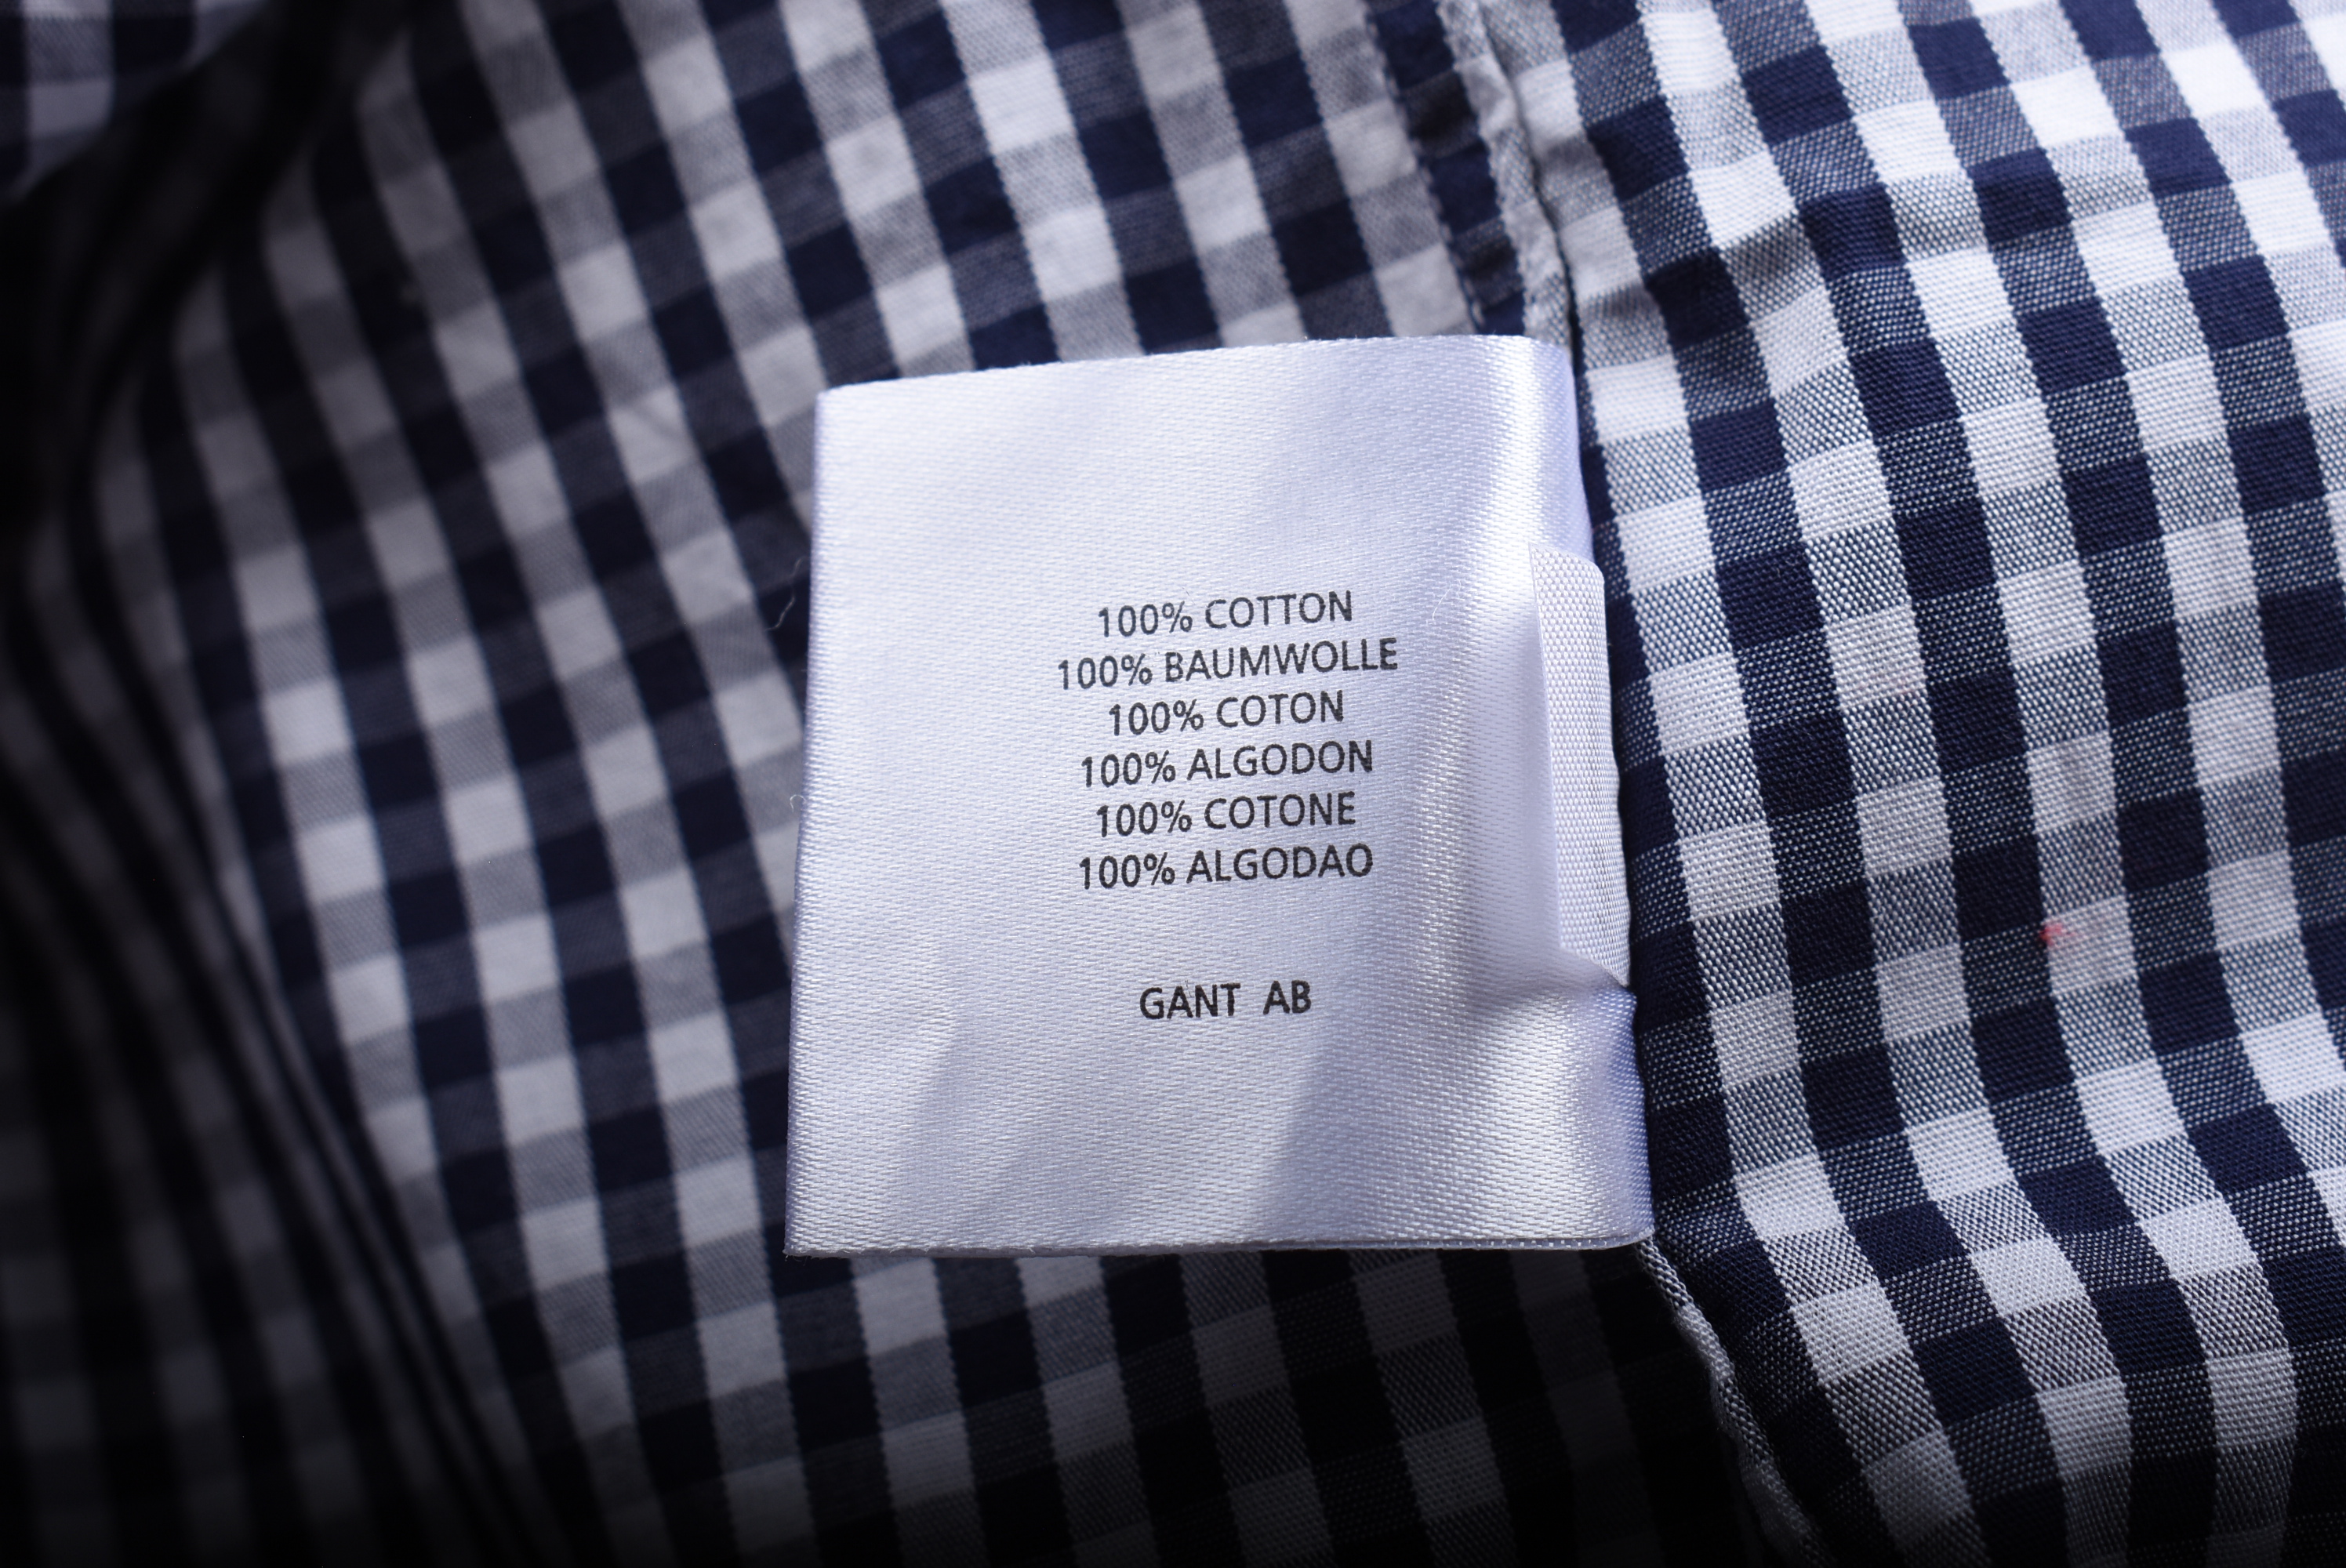 100% COTTON
100% BAUMWOLLE
100% COTON
100% ALGODON
100% COTONE
100% ALGODAO
GANT AB